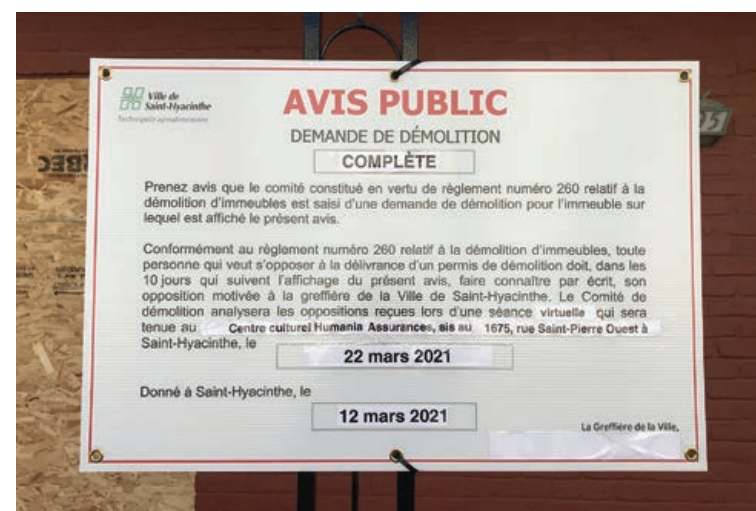 Ville de
Saint-Hyacinthe
Technopole agroalimentaire
AVIS PUBLIC
DEMANDE DE DÉMOLITION
COMPLÈTE
Prenez avis que le comité constitué en vertu de règlement numéro 260 relatif à la
démolition d'immeubles est saisi d'une demande de démolition pour l'immeuble sur
lequel est affiché le présent avis.
Conformément au règlement numéro 260 relatif à la démolition d'immeubles, toute
personne qui veut s'opposer à la délivrance d'un permis de démolition doit, dans les
10 jours qui suivent l'affichage du présent avis, faire connaître par écrit, son
opposition motivée à la greffière de la Ville de Saint-Hyacinthe. Le Comité de
démolition analysera les oppositions reçues lors d'une séance virtuelle qui sera
tenue au Centre culturel Humania Assurances, sis au 1675, rue Saint-Pierre Ouest à
Saint-Hyacinthe, le
22 mars 2021
Donné à Saint-Hyacinthe, le
12 mars 2021
La Greffière de la Ville,